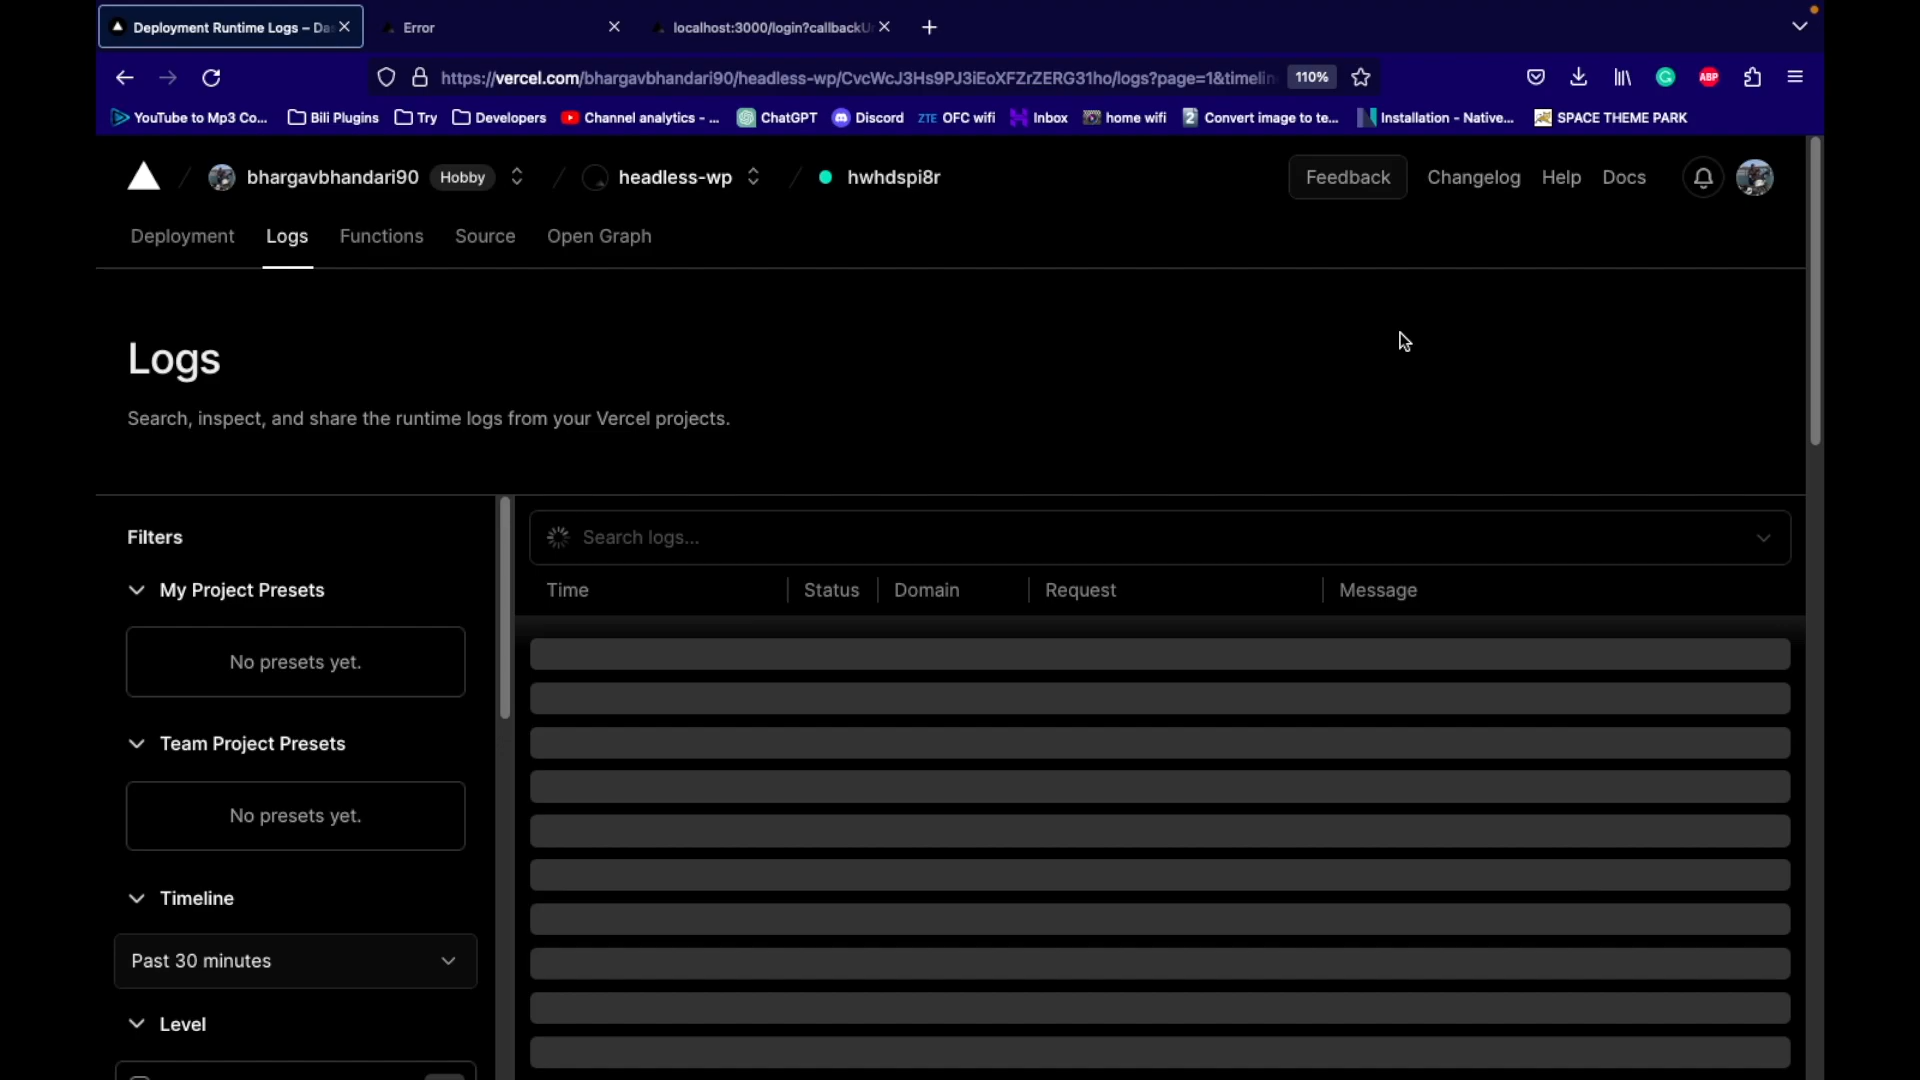 Deployment Runtime Logs – Da
Error
localhost:3000/login?callbackU
https://vercel.com/bhargavbhandari90/headless-wp/CvcWcJ3Hs9PJ3iEoXFZrZERG31ho/logs?page=1&timelin
110%
ABP
YouTube to Mp3 Co...
Bili Plugins
Try
Developers
Channel analytics - ...
ChatGPT
Discord
ZTE OFC wifi
Inbox
home wifi
Convert image to te...
Installation - Native...
SPACE THEME PARK
bhargavbhandari90 Hobby
headless-wp
hwhdspi8r
Feedback
Changelog
Help
Docs
Deployment
Logs
Functions
Source
Open Graph
Logs
Search, inspect, and share the runtime logs from your Vercel projects.
Filters
My Project Presets
No presets yet.
Team Project Presets
No presets yet.
Timeline
Past 30 minutes
Level
Search logs...
Time
Status
Domain
Request
Message